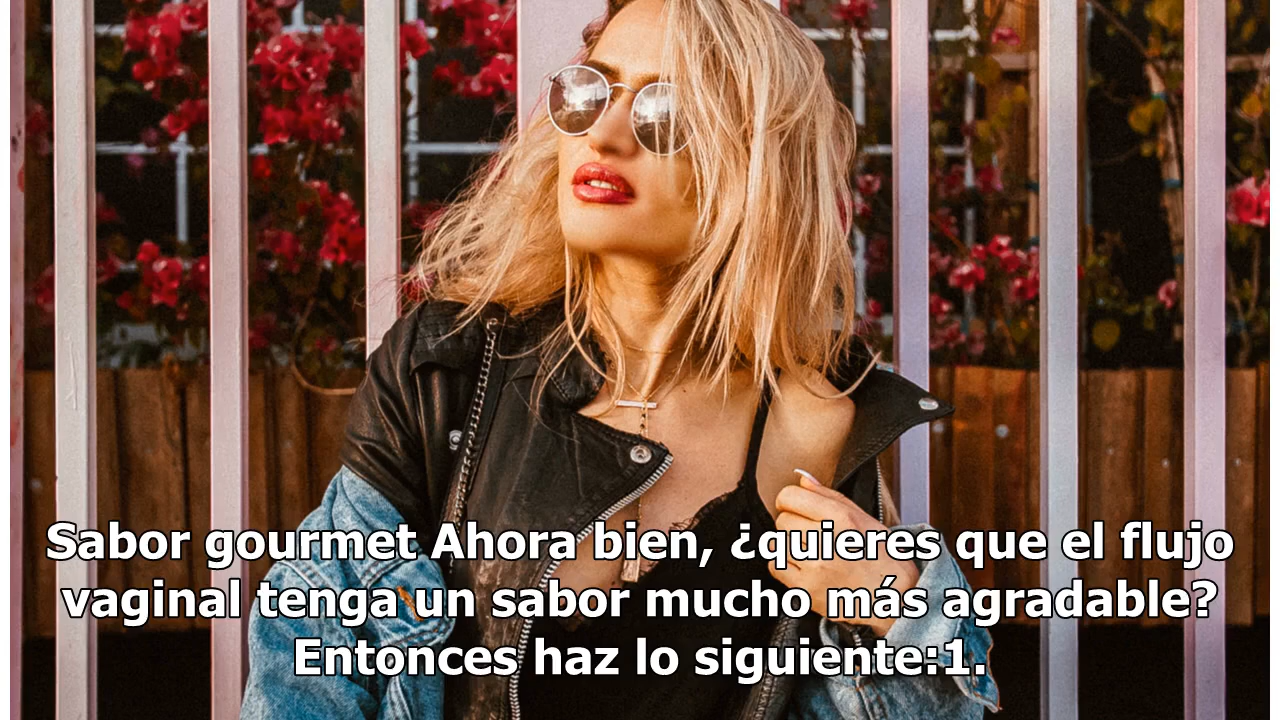 Sabor gourmet Ahora bien, ¿quieres que el flujo
vaginal tenga un sabor mucho más agradable?
Entonces haz lo siguiente:1.